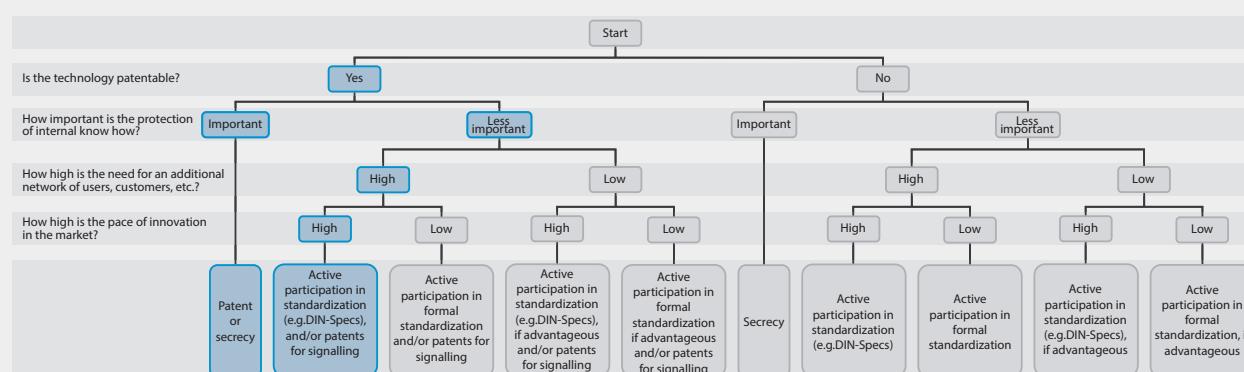 Start
Is the technology patentable?
Yes
No
How important is the protection
of internal know how?
Important
Less
important
Important
Less
important
How high is the need for an additional
network of users, customers, etc.?
High
Low
High
Low
How high is the pace of innovation
in the market?
High
Low
High
Low
High
Low
High
Low
Patent
or
secrecy
Active
participation in
standardization
(e.g.DIN-Specs),
and/or patents
for signalling
Active
participation in
formal
standardization
and/or patents for
signalling
Active
participation in
standardization
(e.g.DIN-Specs),
if advantageous
and/or patents
for signalling
Active
participation in
formal
standardization
if advantageous
and/or patents
for signalling
Secrecy
Active
participation in
standardization
(e.g.DIN-Specs)
Active
participation in
formal
standardization
Active
participation in
standardization
(e.g.DIN-Specs),
if advantageous
Active
participation in
formal
standardization,
advantageous